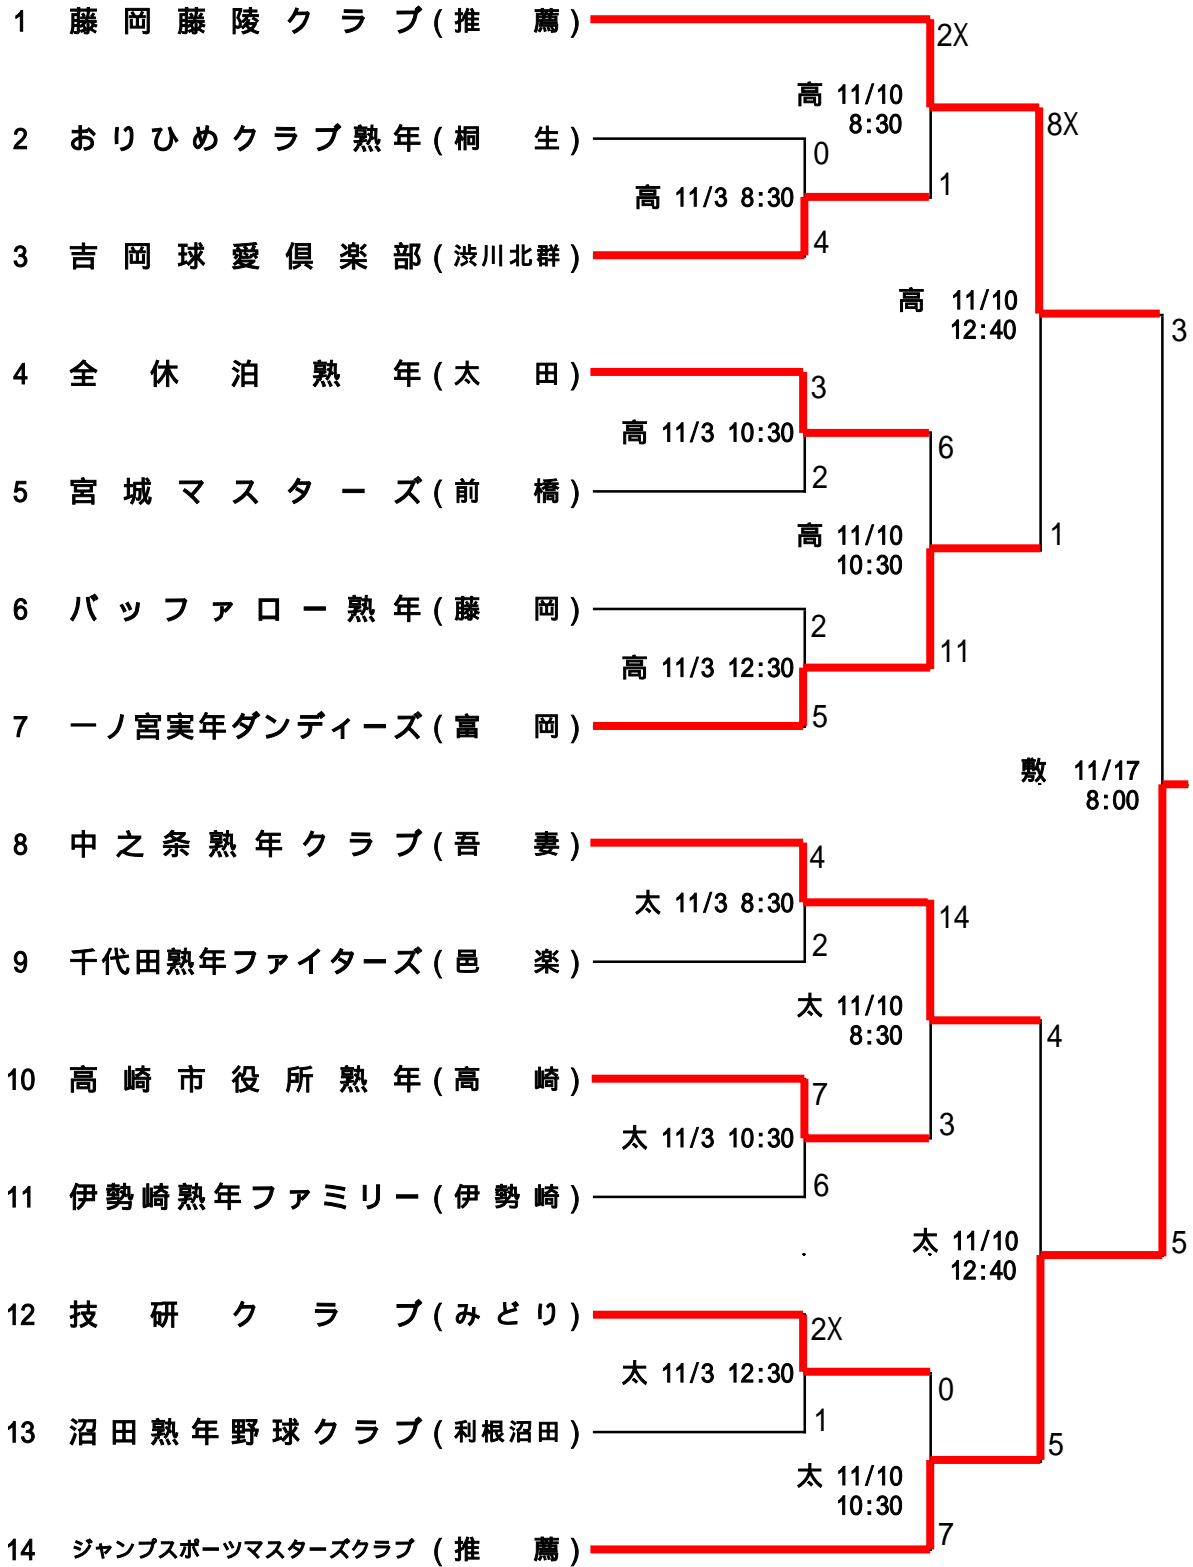 1 藤岡藤陵クラブ(推薦)
2X
高 11/10
8:30
8X
2 おりひめクラブ熟年(桐生)
0
高 11/3 8:30
1
3 吉岡球愛倶楽部(渋川北群)
4
高 11/10
12:40
3
4 全休泊熟年(太田)
3
高 11/3 10:30
6
5 宮城マスターズ(前橋)
2
高 11/10
10:30
1
6 バッファロー熟年(藤岡)
2
高 11/3 12:30
11
7 一ノ宮実年ダンディーズ(富岡)
5
敷 11/17
8:00
8 中之条熟年クラブ(吾妻)
4
太 11/3 8:30
14
9 千代田熟年ファイターズ(邑楽)
2
太 11/10
8:30
4
10 高崎市役所熟年(高崎)
7
太 11/3 10:30
3
11 伊勢崎熟年ファミリー(伊勢崎)
6
太 11/10
12:40
5
12 技研クラブ(みどり)
2X
太 11/3 12:30
0
13 沼田熟年野球クラブ(利根沼田)
1
5
太 11/10
10:30
14 ジャンプスポーツマスターズクラブ(推薦)
7